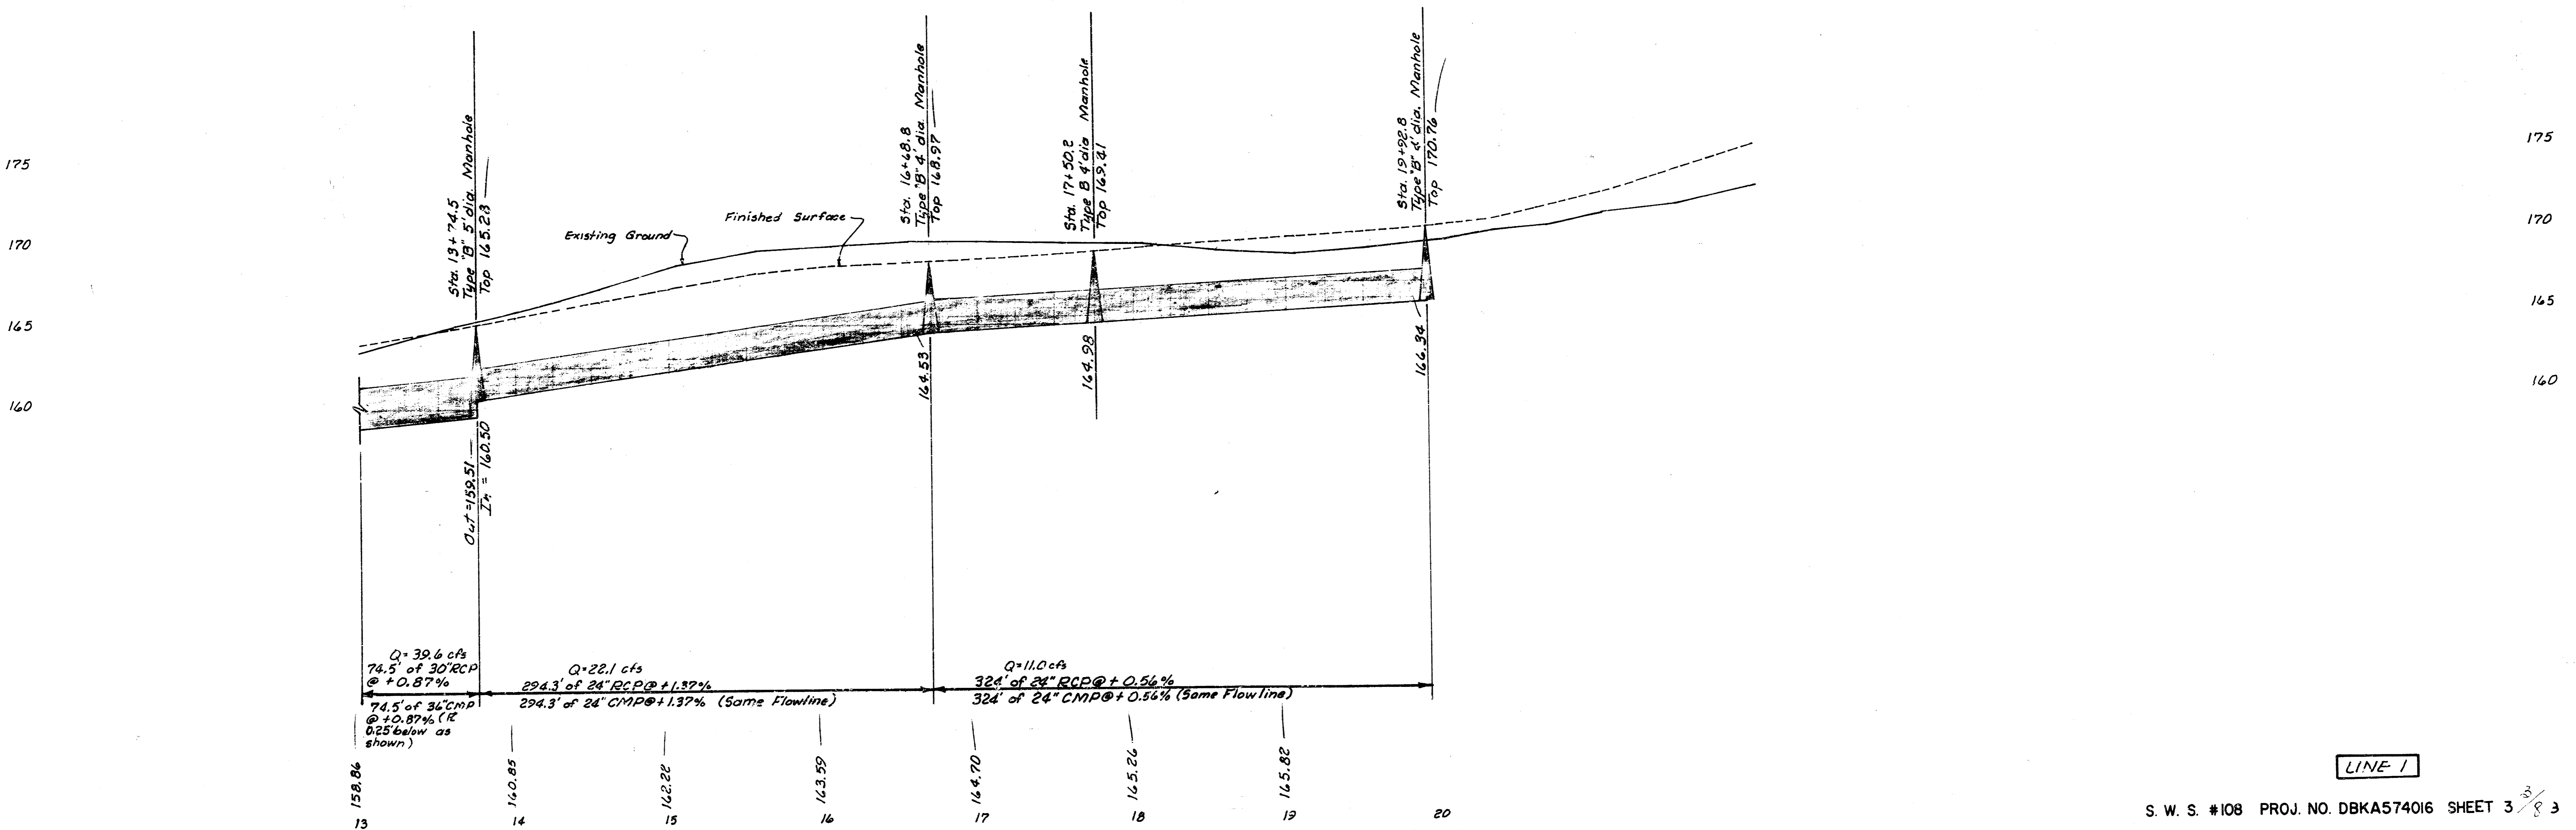 Sta. 13+74.5
Type "B" 5' dia. Manhole
Top 165.23
Sta. 16+68.8
Type "B" 4' dia. Manhole
Top 168.97
Sta. 17+50.2
Type B 4' dia Manhole
Top 169.41
Sta. 19+92.8
Type "B" 4' dia. Manhole
Top 170.76
175
170
165
160
175
170
165
160
Existing Ground
Finished Surface
Out = 159.51
In = 160.50
164.53
164.98
166.34
Q = 39.6 cfs
74.5' of 30" RCP
@ +0.87%
74.5' of 36" CMP
@ +0.87% (FL
0.25' below as
shown)
Q = 22.1 cfs
294.3' of 24" RCP @ +1.37%
294.3' of 24" CMP @ +1.37% (Same Flowline)
Q = 11.0 cfs
324' of 24" RCP @ + 0.56%
324' of 24" CMP @ + 0.56% (Same Flowline)
158.86
160.85
162.22
163.59
164.70
165.26
165.82
13
14
15
16
17
18
19
20
LINE 1
S. W. S. #108 PROJ. NO. DBKA574016 SHEET 3 3/8 3